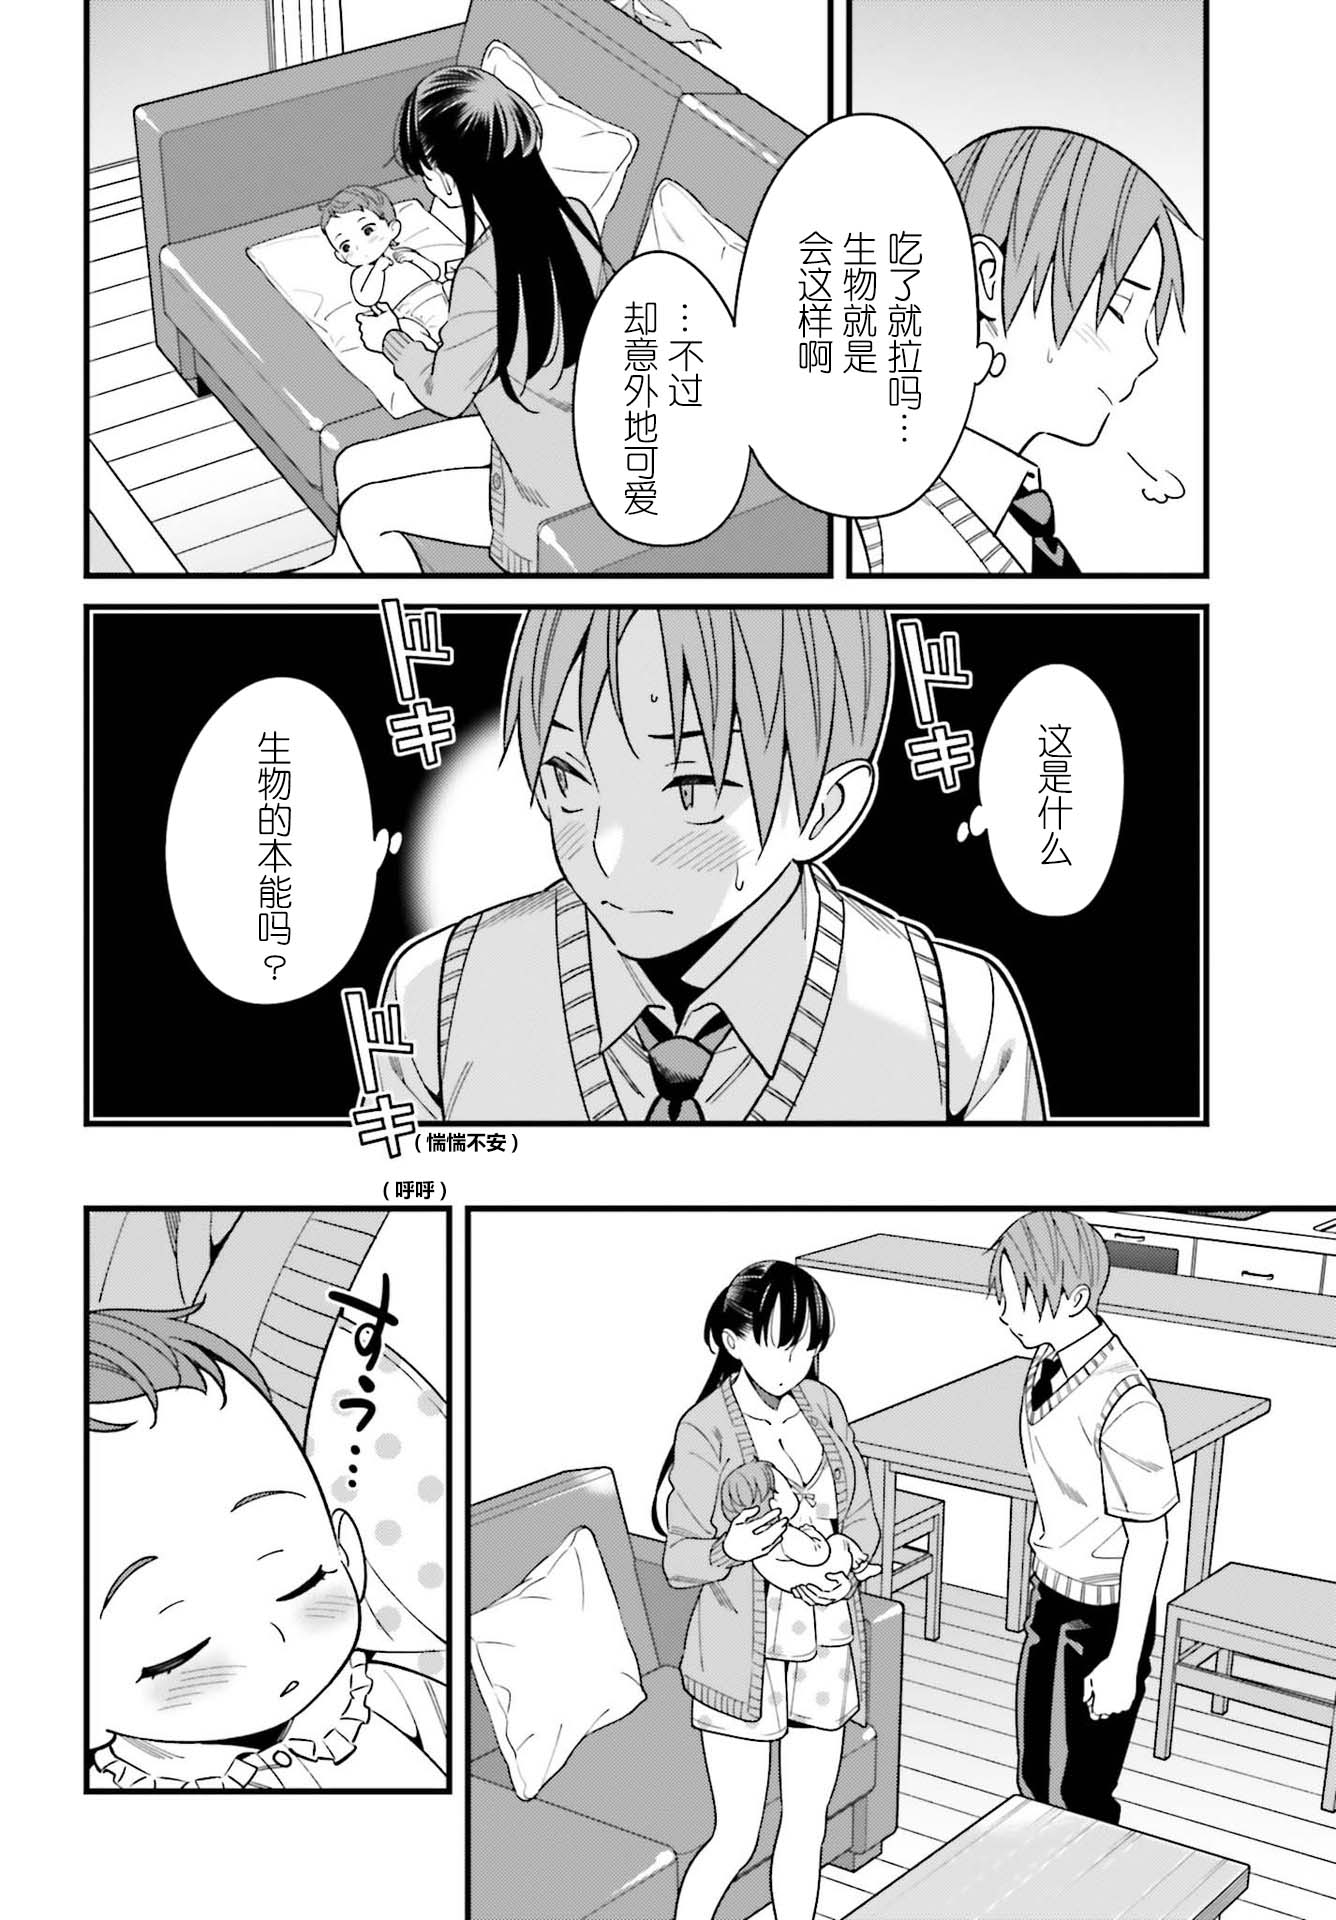 吃了就拉吗…
生物就是
会这样啊
…不过
却意外地可爱
ドキ
这是什么
ドキ
生物的本能吗？
ドキ
（惴惴不安）
（呼呼）
すぅ…